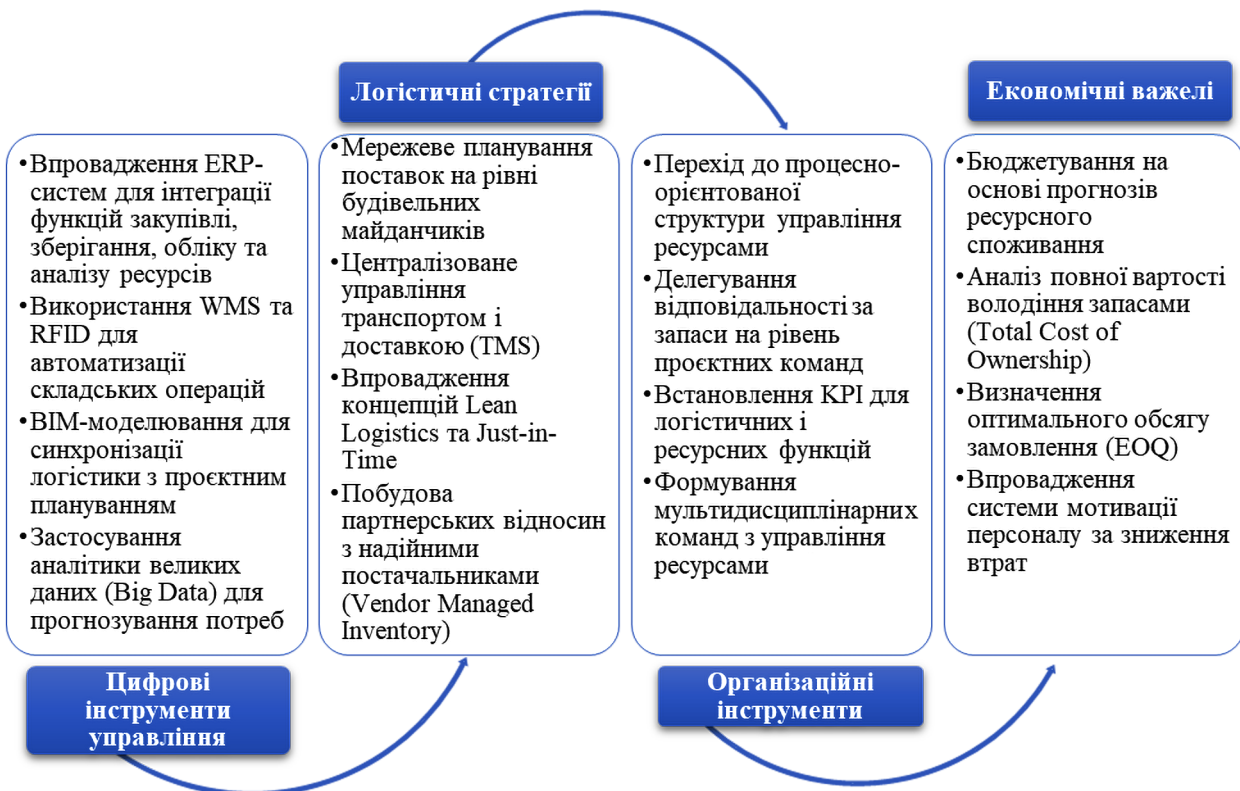 Цифрові
інструменти
управління
•Впровадження ERP-
систем для інтеграції
функцій закупівлі,
зберігання, обліку та
аналізу ресурсів
•Використання WMS та
RFID для
автоматизації
складських операцій
•BIM-моделювання для
синхронізації
логістики з проєктним
плануванням
•Застосування
аналітики великих
даних (Big Data) для
прогнозування потреб
Логістичні стратегії
•Мережеве планування
поставок на рівні
будівельних
майданчиків
•Централізоване
управління
транспортом і
доставкою (TMS)
•Впровадження
концепцій Lean
Logistics та Just-in-
Time
•Побудова
партнерських відносин
з надійними
постачальниками
(Vendor Managed
Inventory)
Організаційні
інструменти
•Перехід до процесно-
орієнтованої
структури управління
ресурсами
•Делегування
відповідальності за
запаси на рівень
проєктних команд
•Встановлення KPI для
логістичних і
ресурсних функцій
•Формування
мультидисциплінарних
команд з управління
ресурсами
Економічні важелі
•Бюджетування на
основі прогнозів
ресурсного
споживання
•Аналіз повної вартості
володіння запасами
(Total Cost of
Ownership)
•Визначення
оптимального обсягу
замовлення (EOQ)
•Впровадження
системи мотивації
персоналу за зниження
втрат